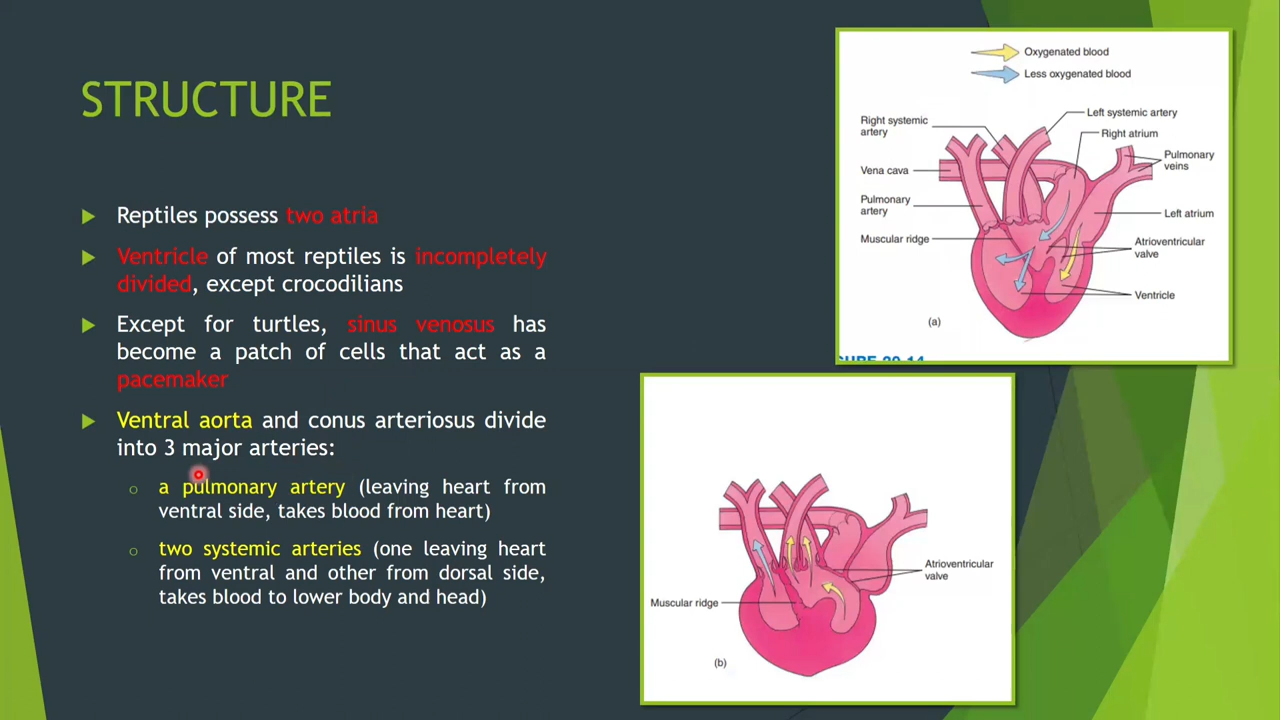 STRUCTURE
Reptiles possess two atria
Ventricle of most reptiles is incompletely
divided, except crocodilians
Except for turtles, sinus venosus has
become a patch of cells that act as a
pacemaker
Ventral aorta and conus arteriosus divide
into 3 major arteries:
a pulmonary artery (leaving heart from
ventral side, takes blood from heart)
two systemic arteries (one leaving heart
from ventral and other from dorsal side,
takes blood to lower body and head)
Oxygenated blood
Less oxygenated blood
Left systemic artery
Right systemic
artery
Right atrium
Pulmonary
veins
Vena cava
Pulmonary
artery
Left atrium
Muscular ridge
Atrioventricular
valve
Ventricle
(a)
Atrioventricular
valve
Muscular ridge
(b)